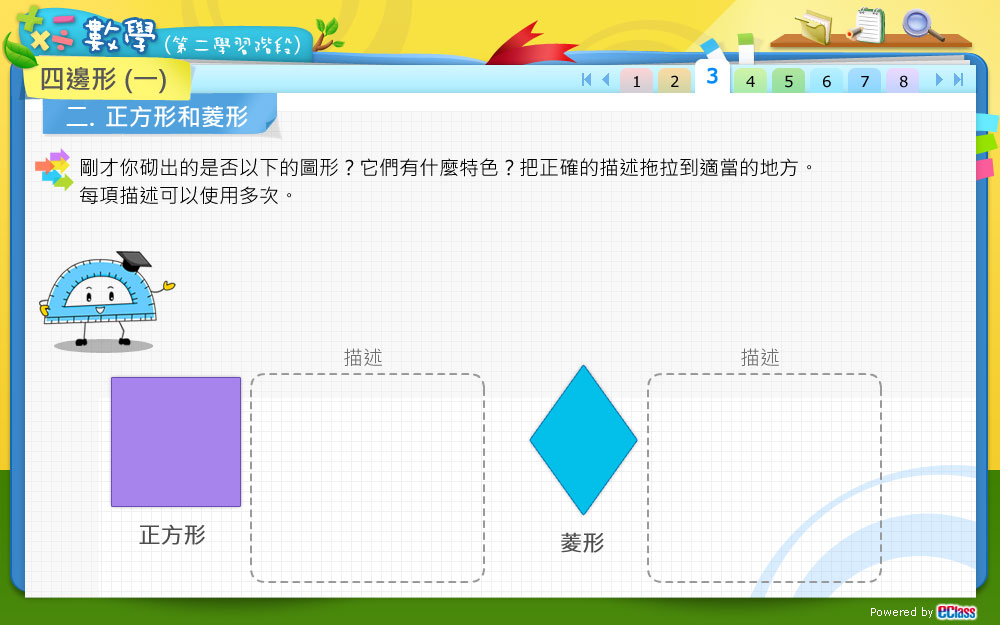 數學 (第二學習階段)
四邊形 (一)
1 2 3 4 5 6 7 8
二. 正方形和菱形
剛才你砌出的是否以下的圖形？它們有什麼特色？把正確的描述拖拉到適當的地方。
每項描述可以使用多次。
描述 描述
正方形
菱形
Powered by eClass